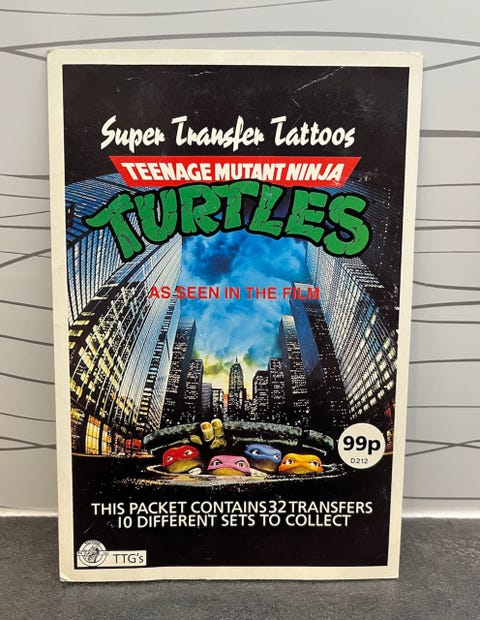 Super Transfer Tattoos
TEENAGE MUTANT NINJA
TURTLES
AS SEEN IN THE FILM
99p
D212
THIS PACKET CONTAINS 32 TRANSFERS
10 DIFFERENT SETS TO COLLECT
TTG's